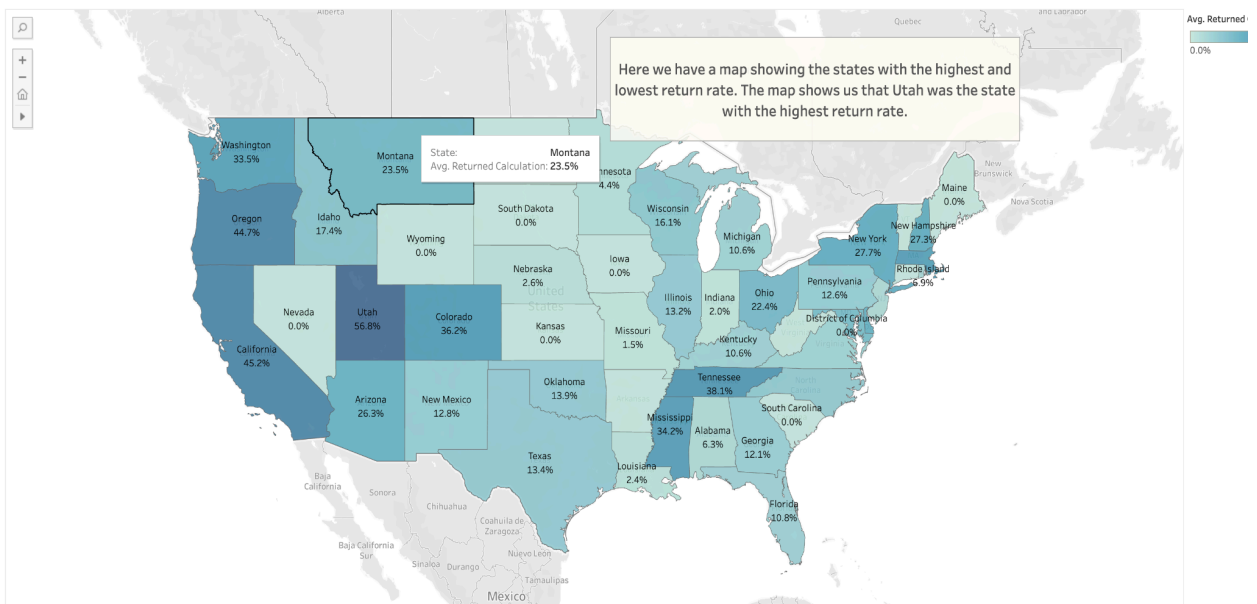 Alberta
Quebec
and Labrador
Avg. Returned C
0.0%
Here we have a map showing the states with the highest and
lowest return rate. The map shows us that Utah was the state
with the highest return rate.
Washington
33.5%
Montana
23.5%
State: Montana
Avg. Returned Calculation: 23.5%
nnesota
4.4%
Oregon
44.7%
Idaho
17.4%
Wyoming
0.0%
South Dakota
0.0%
Wisconsin
16.1%
Michigan
10.6%
New
Brunswick
Nova Scotia
Maine
0.0%
New Hampshire
27.3%
New York
27.7%
Rhode Island
6.9%
Nebraska
2.6%
United
States
Iowa
0.0%
Illinois
13.2%
Indiana
2.0%
Ohio
22.4%
Pennsylvania
12.6%
District of Columbia
0.0%
West
Virginia
Nevada
0.0%
Utah
56.8%
Colorado
36.2%
Kansas
0.0%
Missouri
1.5%
Kentucky
10.6%
California
45.2%
Arizona
26.3%
New Mexico
12.8%
Oklahoma
13.9%
Arkansas
Tennessee
38.1%
North
Carolina
South Carolina
0.0%
Mississippi
34.2%
Alabama
6.3%
Georgia
12.1%
Texas
13.4%
Louisiana
2.4%
Florida
10.8%
Baja
California
Sonora
Chihuahua
Coahuila de
Zaragoza
Baja California
Sur
Sinaloa
Durango
Nuevo León
Tamaulipas
Mexico